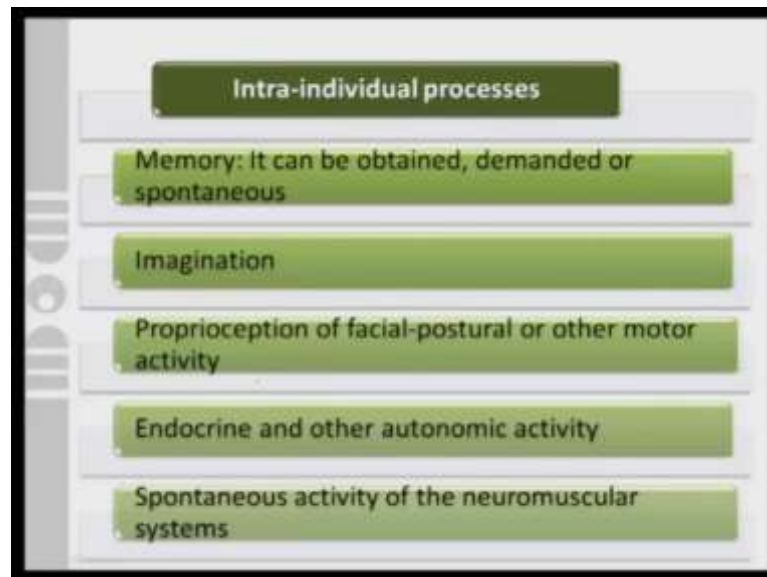 Intra-individual processes
Memory: It can be obtained, demanded or
spontaneous
Imagination
Proprioception of facial-postural or other motor
activity
Endocrine and other autonomic activity
Spontaneous activity of the neuromuscular
systems